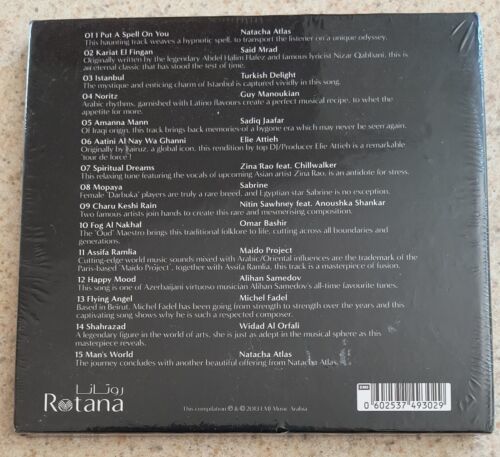 01 I Put A Spell On You Natacha Atlas
This haunting track weaves a hypnotic spell, to transport the listener on a unique odyssey.
02 Kariat El Fingan Said Mrad
Originally written by the legendary Abdel Halim Hafez and famous lyricist Nizar Qabbani, this is
an eternal classic that has stood the test of time.
03 Istanbul Turkish Delight
The mystique and enticing charm of Istanbul is captured vividly in this song.
04 Noritz Guy Manoukian
Arabic rhythms, garnished with Latino flavours create a perfect musical recipe, to whet the
appetite for more.
05 Amanna Mann Sadiq Jaafar
Of Iraqi origin, this track brings back memories of a bygone era which may never be seen again.
06 Aatini Al Nay Wa Ghanni Elie Attieh
Originally by Fairuz, a global icon, this rendition by top DJ/Producer Elie Attieh is a remarkable
'tour de force'!
07 Spiritual Dreams Zina Rao feat. Chillwalker
This relaxing tune featuring the vocals of upcoming Asian artist Zina Rao, is an antidote for stress.
08 Mopaya Sabrine
Female 'Darbuka' players are truly a rare breed, and Egyptian star Sabrine is no exception.
09 Charu Keshi Rain Nitin Sawhney feat. Anoushka Shankar
Two famous artists join hands to create this rare and mesmerising composition.
10 Fog Al Nakhal Omar Bashir
The 'Oud' Maestro brings this traditional folklore to life, cutting across all boundaries and
generations.
11 Assifa Ramlia Maido Project
Cutting-edge world music sounds mixed with Arabic/Oriental influences are the trademark of the
Paris-based 'Maido Project', together with Assifa Ramlia, this track is a masterpiece of fusion.
12 Happy Mood Alihan Samedov
This song is one of Azerbaijani virtuoso musician Alihan Samedov's all-time favourite tunes.
13 Flying Angel Michel Fadel
Based in Beirut, Michel Fadel has been going from strength to strength over the years and this
captivating song shows why he is such a respected composer.
14 Shahrazad Widad Al Orfali
A legendary figure in the world of arts, she is just as adept in the musical sphere as this
masterpiece reveals.
15 Man's World Natacha Atlas
The journey concludes with another beautiful offering from Natacha Atlas.
روتانا
Rotana
This compilation ℗ & © 2013 EMI Music Arabia
EMI
0 602537 493029